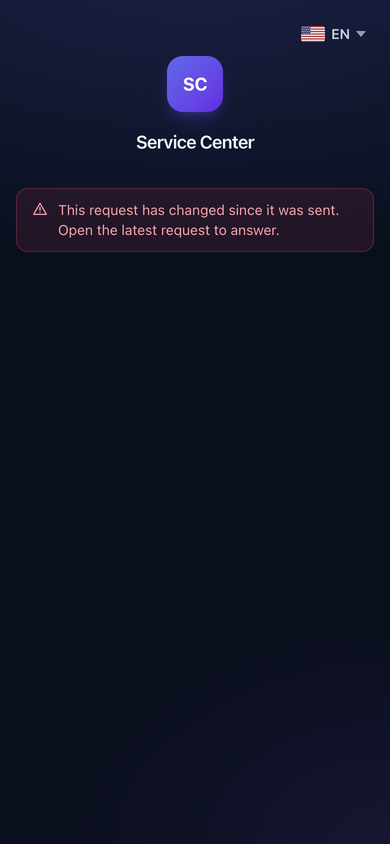 EN
SC
Service Center
This request has changed since it was sent.
Open the latest request to answer.